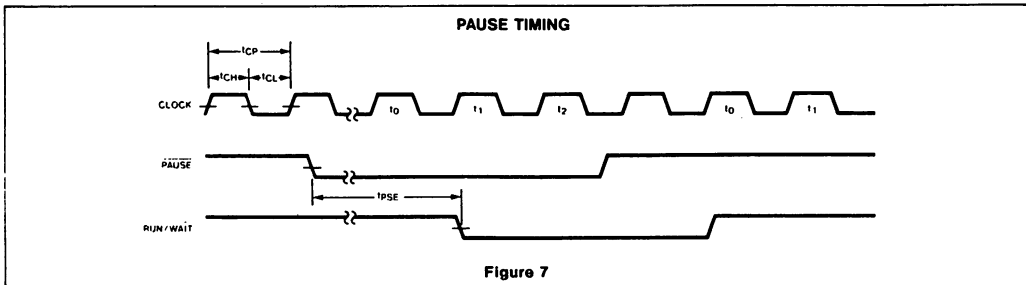 PAUSE TIMING
tCP
tCH tCL
CLOCK t0 t1 t2 t0 t1
PAUSE
tPSE
RUN/WAIT
Figure 7